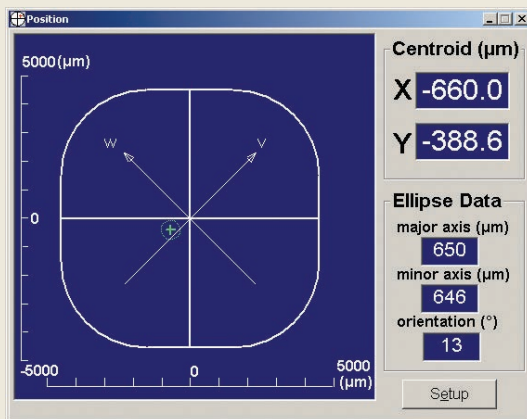 Position
5000 (µm)
W
V
0
-5000
0
5000
(µm)
Centroid (µm)
X -660.0
Y -388.6
Ellipse Data
major axis (µm)
650
minor axis (µm)
646
orientation (°)
13
Setup